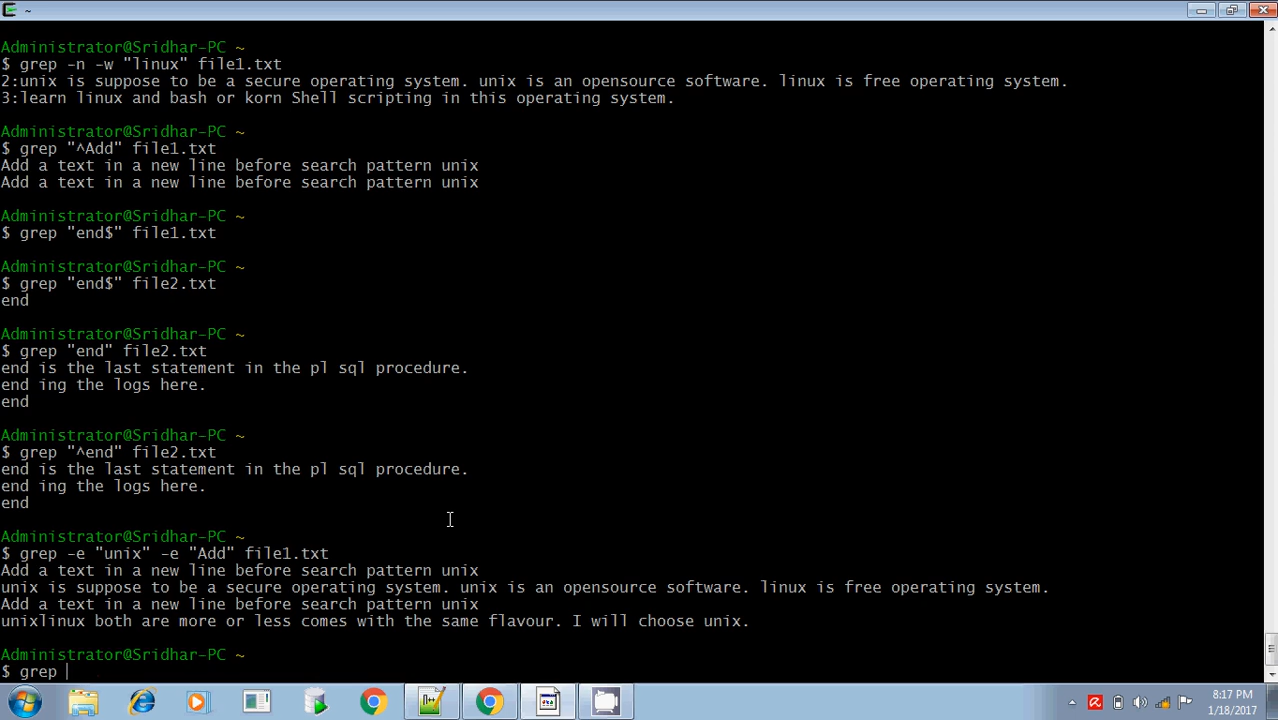 ~
Administrator@Sridhar-PC ~
$ grep -n -w "linux" file1.txt
2:unix is suppose to be a secure operating system. unix is an opensource software. linux is free operating system.
3:learn linux and bash or korn Shell scripting in this operating system.
Administrator@Sridhar-PC ~
$ grep "^Add" file1.txt
Add a text in a new line before search pattern unix
Add a text in a new line before search pattern unix
Administrator@Sridhar-PC ~
$ grep "end$" file1.txt
Administrator@Sridhar-PC ~
$ grep "end$" file2.txt
end
Administrator@Sridhar-PC ~
$ grep "end" file2.txt
end is the last statement in the pl sql procedure.
end ing the logs here.
end
Administrator@Sridhar-PC ~
$ grep "^end" file2.txt
end is the last statement in the pl sql procedure.
end ing the logs here.
end
Administrator@Sridhar-PC ~
$ grep -e "unix" -e "Add" file1.txt
Add a text in a new line before search pattern unix
unix is suppose to be a secure operating system. unix is an opensource software. linux is free operating system.
Add a text in a new line before search pattern unix
unixlinux both are more or less comes with the same flavour. I will choose unix.
Administrator@Sridhar-PC ~
$ grep
8:17 PM
1/18/2017